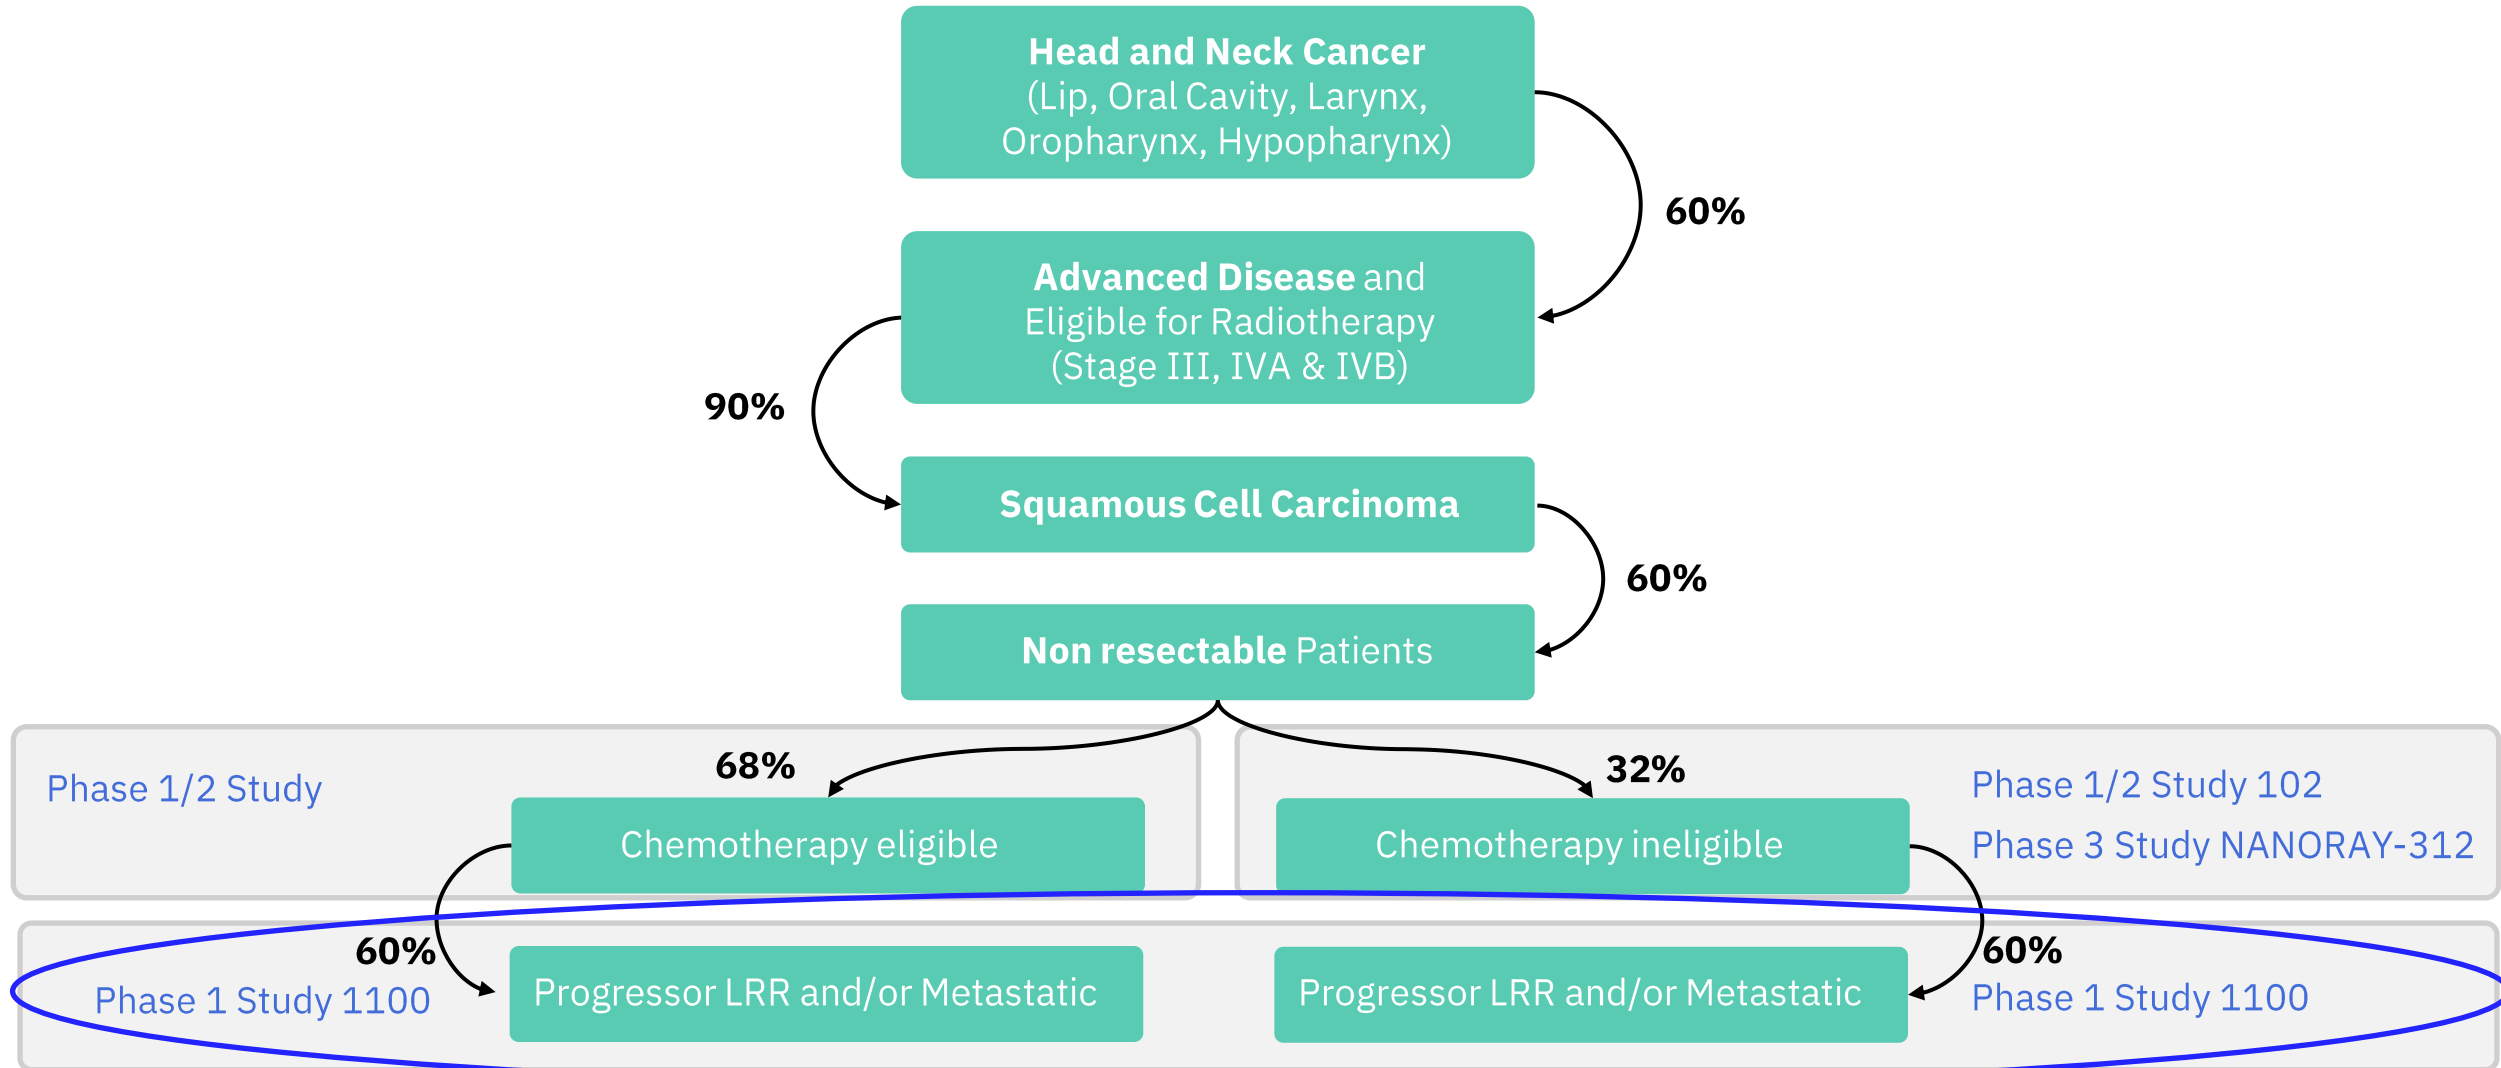 Head and Neck Cancer
(Lip, Oral Cavity, Larynx,
Oropharynx, Hypopharynx)
60%
Advanced Disease and
Eligible for Radiotherapy
(Stage III, IVA & IVB)
90%
Squamous Cell Carcinoma
60%
Non resectable Patients
68%
32%
Phase 1/2 Study
Chemotherapy eligible
Chemotherapy ineligible
Phase 1/2 Study 102
Phase 3 Study NANORAY-312
60%
60%
Phase 1 Study 1100
Progressor LRR and/or Metastatic
Progressor LRR and/or Metastatic
Phase 1 Study 1100